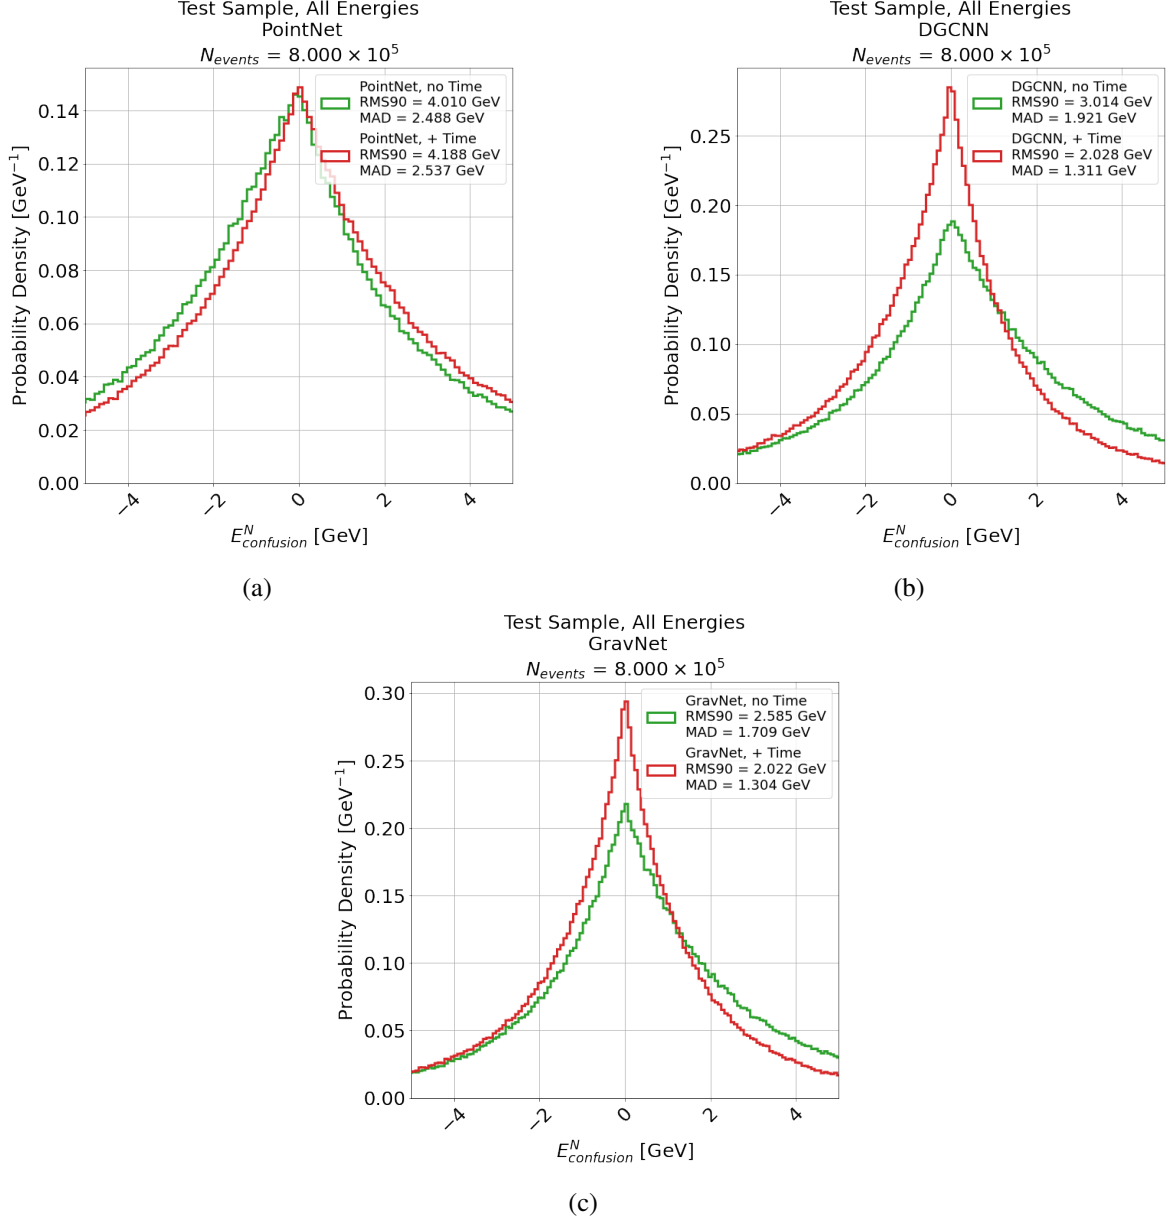 Test Sample, All Energies
PointNet
N_events = 8.000 × 10^5
PointNet, no Time
RMS90 = 4.010 GeV
MAD = 2.488 GeV
PointNet, + Time
RMS90 = 4.188 GeV
MAD = 2.537 GeV
Probability Density [GeV^−1]
0.14
0.12
0.10
0.08
0.06
0.04
0.02
0.00
−4
−2
0
2
4
E^N_confusion [GeV]
(a)
Test Sample, All Energies
DGCNN
N_events = 8.000 × 10^5
DGCNN, no Time
RMS90 = 3.014 GeV
MAD = 1.921 GeV
DGCNN, + Time
RMS90 = 2.028 GeV
MAD = 1.311 GeV
Probability Density [GeV^−1]
0.25
0.20
0.15
0.10
0.05
0.00
−4
−2
0
2
4
E^N_confusion [GeV]
(b)
Test Sample, All Energies
GravNet
N_events = 8.000 × 10^5
GravNet, no Time
RMS90 = 2.585 GeV
MAD = 1.709 GeV
GravNet, + Time
RMS90 = 2.022 GeV
MAD = 1.304 GeV
Probability Density [GeV^−1]
0.30
0.25
0.20
0.15
0.10
0.05
0.00
−4
−2
0
2
4
E^N_confusion [GeV]
(c)